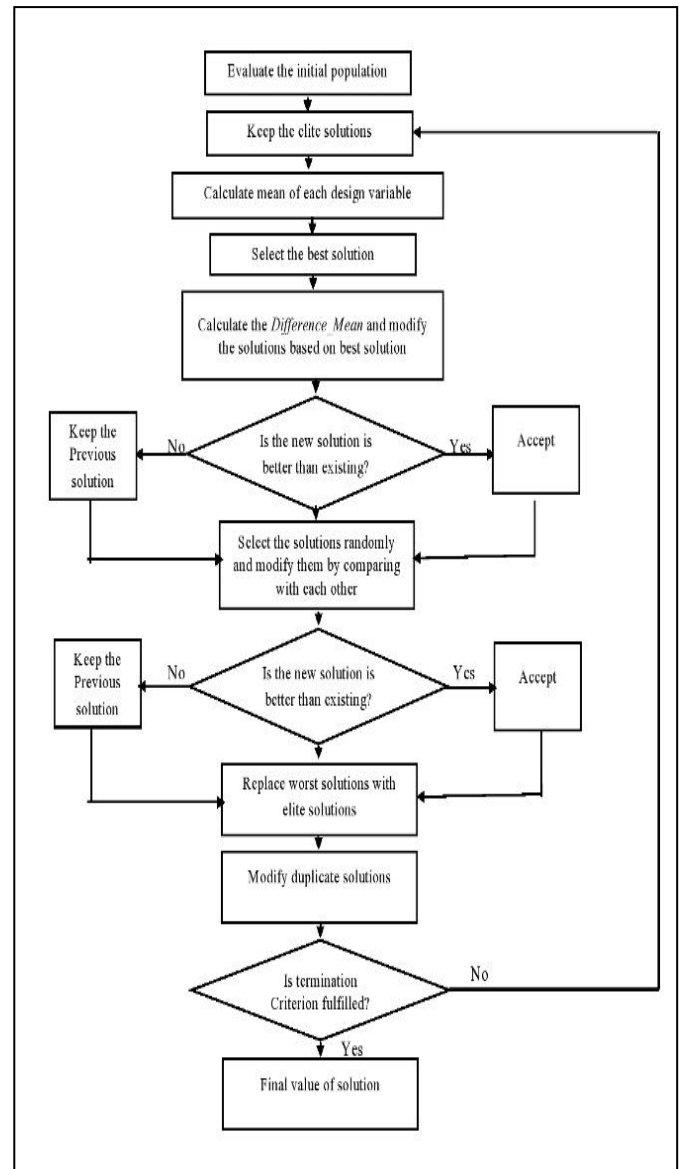 Evaluate the initial population
Keep the elite solutions
Calculate mean of each design variable
Select the best solution
Calculate the Difference_Mean and modify
the solutions based on best solution
Keep the
Previous
solution
No
Is the new solution is
better than existing?
Yes
Accept
Select the solutions randomly
and modify them by comparing
with each other
Keep the
Previous
solution
No
Is the new solution is
better than existing?
Yes
Accept
Replace worst solutions with
elite solutions
Modify duplicate solutions
Is termination
Criterion fulfilled?
No
Yes
Final value of solution